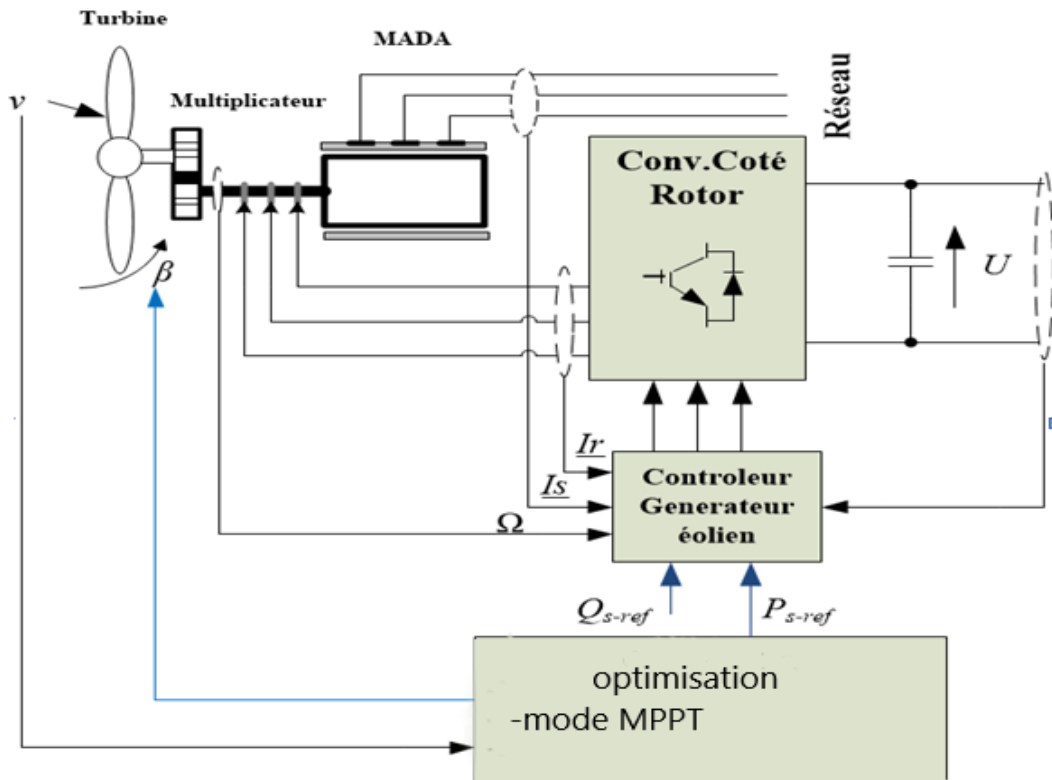 Turbine
MADA
v
Multiplicateur
Réseau
Conv.Coté
Rotor
β
U
Ir
Is
Ω
Controleur
Generateur
éolien
Qs-ref
Ps-ref
optimisation
-mode MPPT